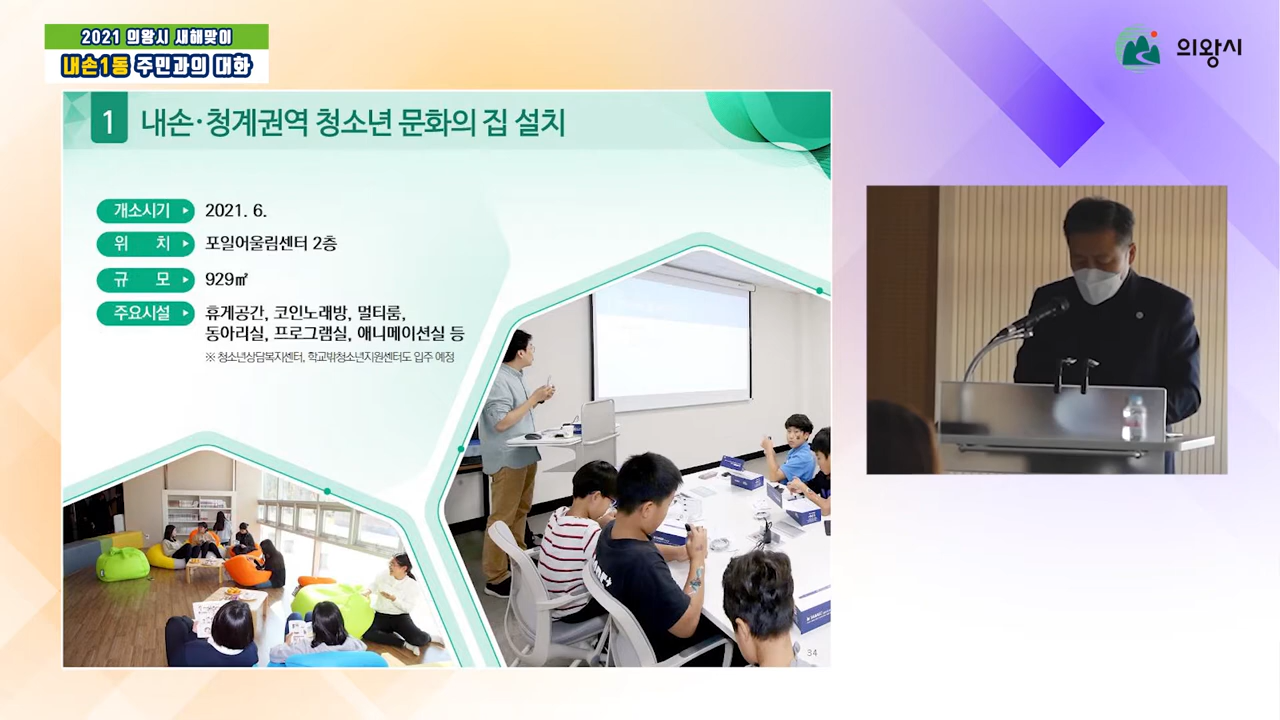 2021 의왕시 새해맞이
내손1동 주민과의 대화
의왕시
1 내손·청계권역 청소년 문화의 집 설치
개소시기 2021. 6.
위 치 포일어울림센터 2층
규 모 929㎡
주요시설 휴게공간, 코인노래방, 멀티룸,
동아리실, 프로그램실, 애니메이션실 등
※ 청소년상담복지센터, 학교밖청소년지원센터도 입주 예정
34